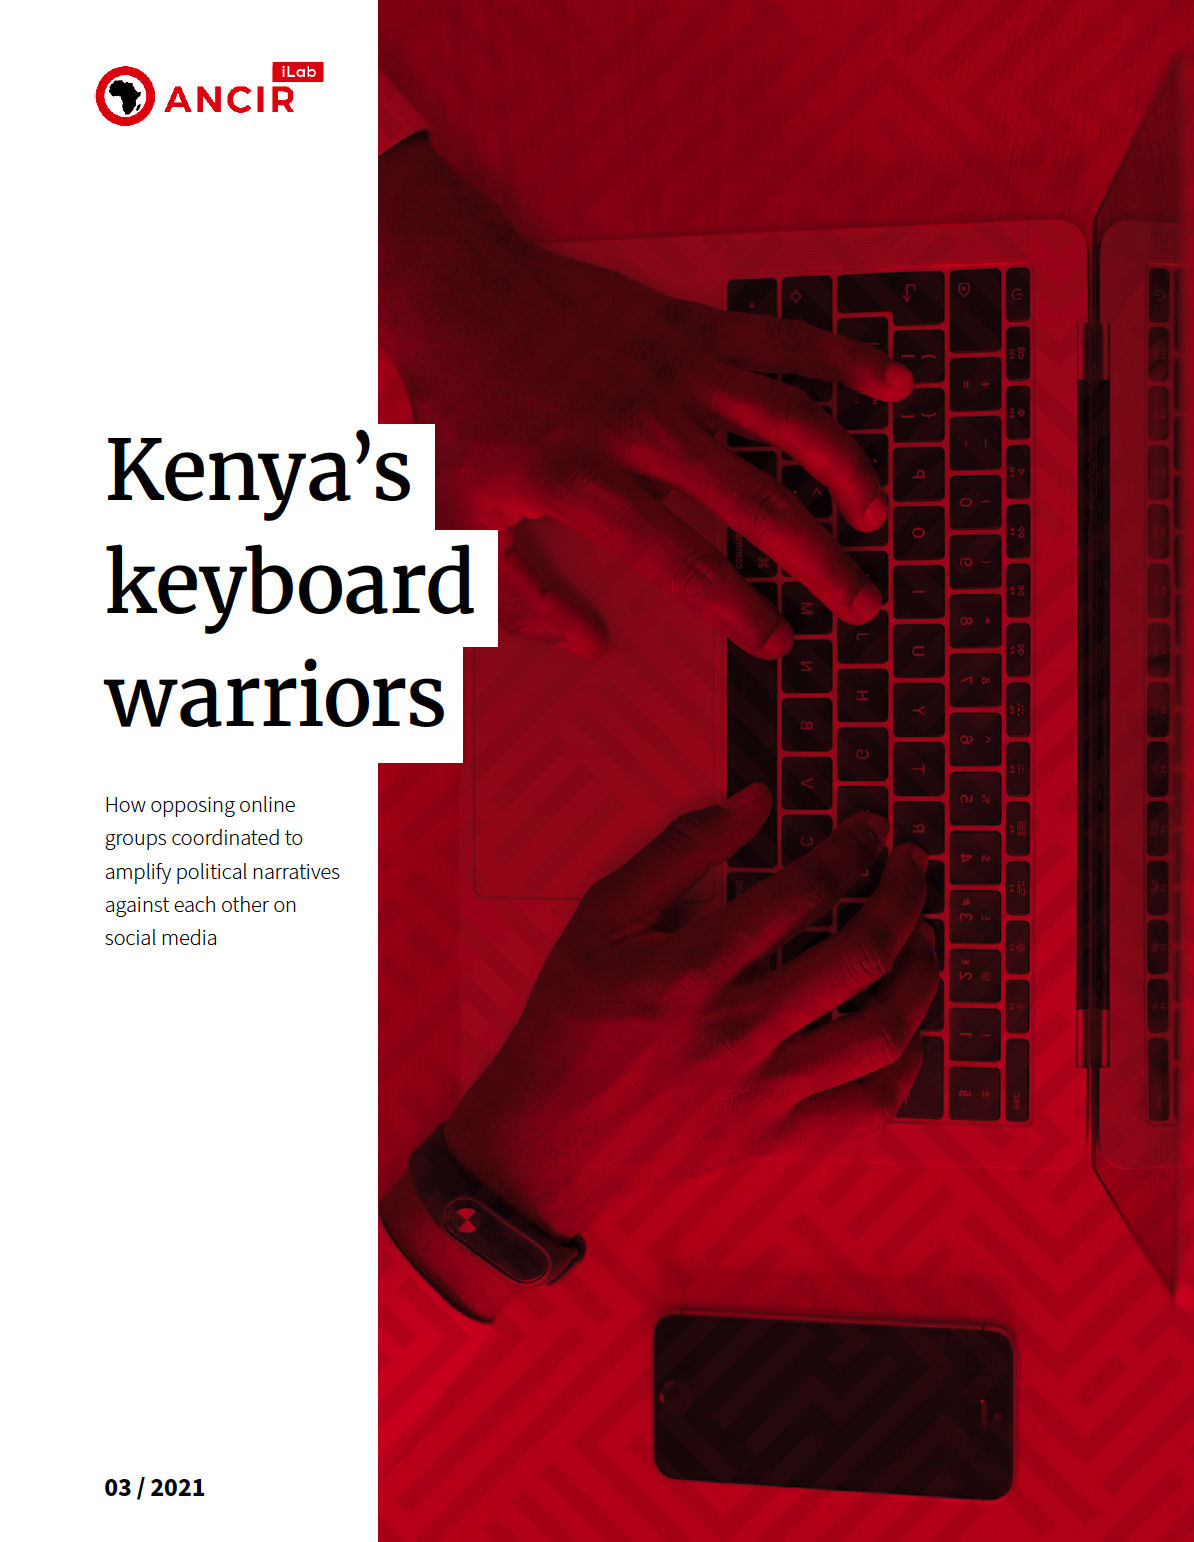 iLab
ANCIR
Kenya’s
keyboard
warriors
How opposing online
groups coordinated to
amplify political narratives
against each other on
social media
03 / 2021